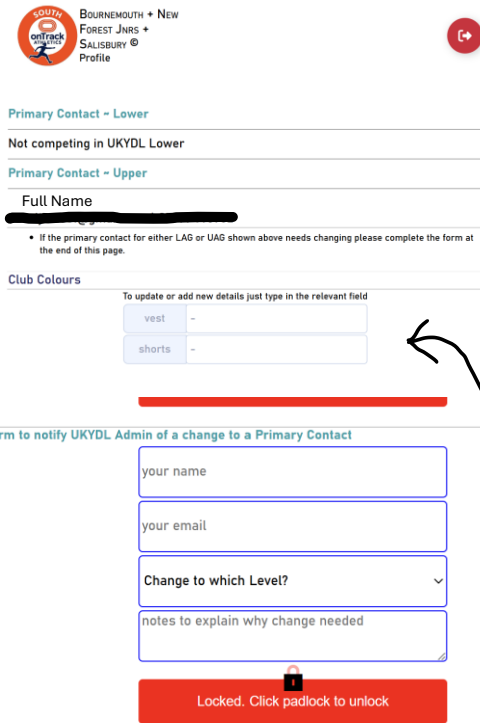 SOUTH
onTrack
ATHLETICS
BOURNEMOUTH + NEW
FOREST JNRS +
SALISBURY ©
Profile
Primary Contact ~ Lower
Not competing in UKYDL Lower
Primary Contact ~ Upper
Full Name
• If the primary contact for either LAG or UAG shown above needs changing please complete the form at
the end of this page.
Club Colours
To update or add new details just type in the relevant field
vest -
shorts -
rm to notify UKYDL Admin of a change to a Primary Contact
your name
your email
Change to which Level?
notes to explain why change needed
Locked. Click padlock to unlock